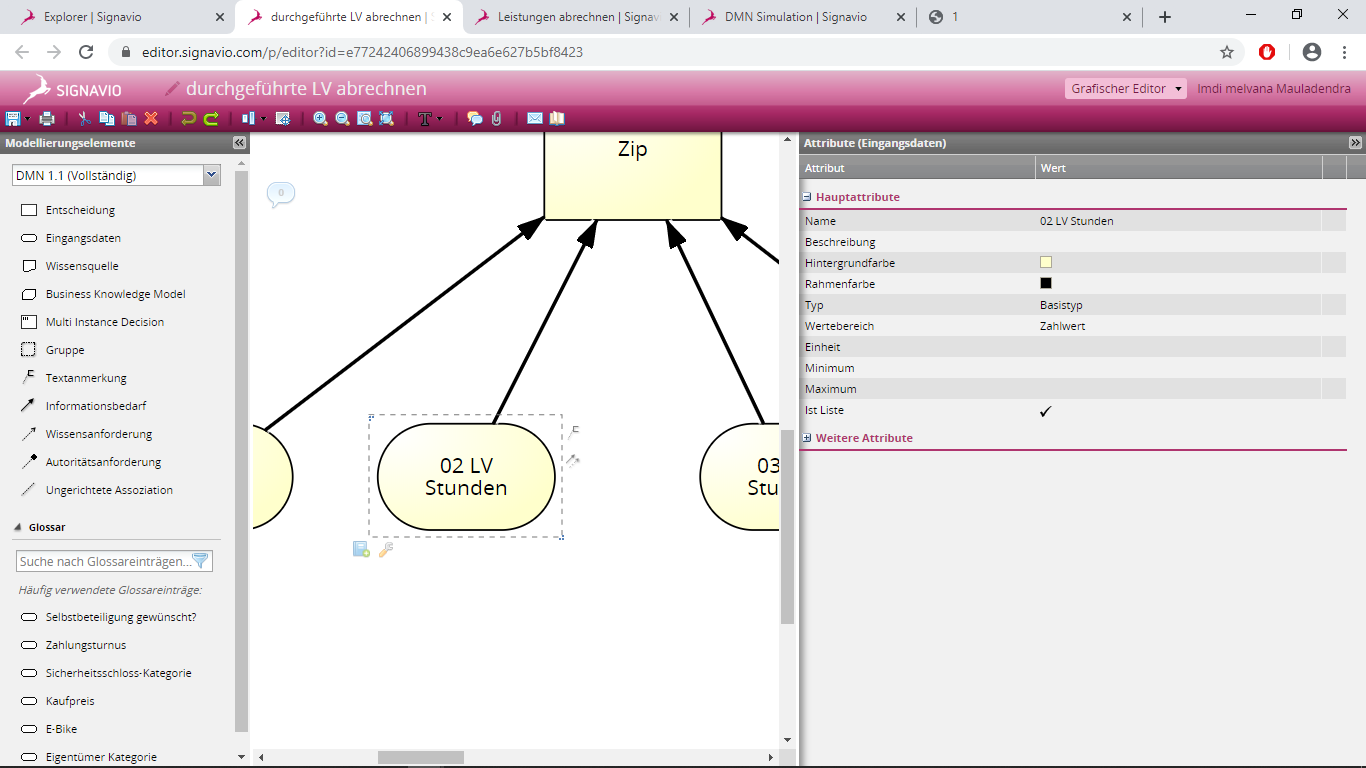 Explorer | Signavio
durchgeführte LV abrechnen |
Leistungen abrechnen | Signav
DMN Simulation | Signavio
1
editor.signavio.com/p/editor?id=e77242406899438c9ea6e627b5bf8423
SIGNAVIO
durchgeführte LV abrechnen
Grafischer Editor
Imdi melvana Mauladendra
Modellierungselemente
DMN 1.1 (Vollständig)
Entscheidung
Eingangsdaten
Wissensquelle
Business Knowledge Model
Multi Instance Decision
Gruppe
Textanmerkung
Informationsbedarf
Wissensanforderung
Autoritätsanforderung
Ungerichtete Assoziation
Glossar
Suche nach Glossareinträgen...
Häufig verwendete Glossareinträge:
Selbstbeteiligung gewünscht?
Zahlungsturnus
Sicherheitsschloss-Kategorie
Kaufpreis
E-Bike
Eigentümer Kategorie
0
Zip
02 LV
Stunden
03
Stu
Attribute (Eingangsdaten)
Attribut Wert
Hauptattribute
Name 02 LV Stunden
Beschreibung
Hintergrundfarbe
Rahmenfarbe
Typ Basistyp
Wertebereich Zahlwert
Einheit
Minimum
Maximum
Ist Liste
Weitere Attribute